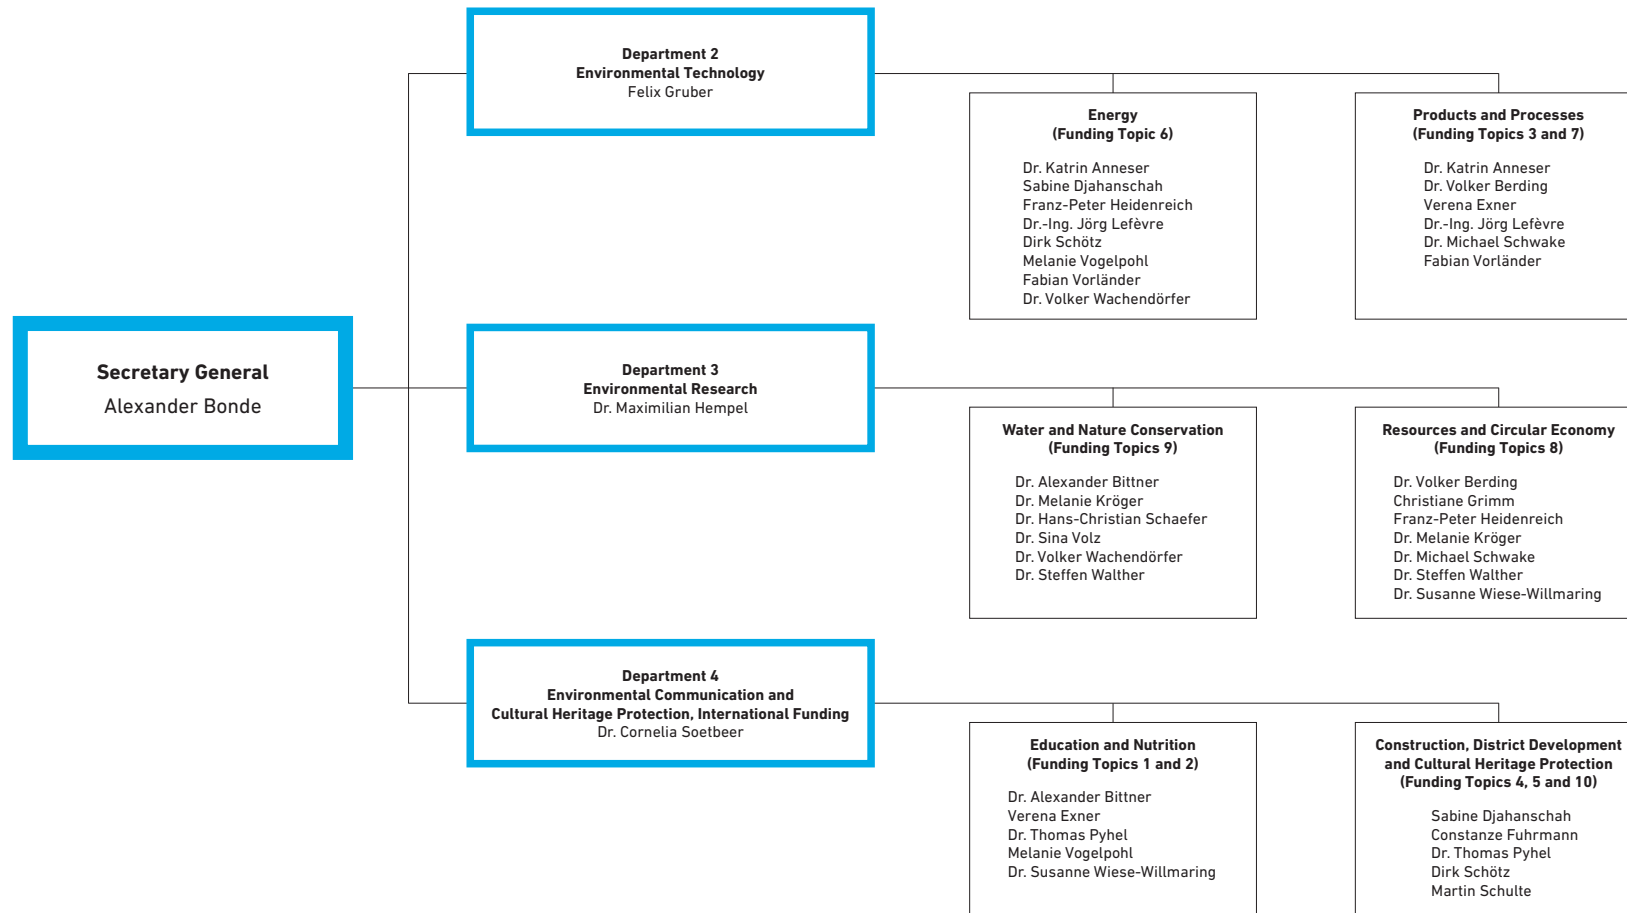 Secretary General
Alexander Bonde
Department 2
Environmental Technology
Felix Gruber
Energy
(Funding Topic 6)
Dr. Katrin Anneser
Sabine Djahanschah
Franz-Peter Heidenreich
Dr.-Ing. Jörg Lefèvre
Dirk Schötz
Melanie Vogelpohl
Fabian Vorländer
Dr. Volker Wachendörfer
Products and Processes
(Funding Topics 3 and 7)
Dr. Katrin Anneser
Dr. Volker Berding
Verena Exner
Dr.-Ing. Jörg Lefèvre
Dr. Michael Schwake
Fabian Vorländer
Department 3
Environmental Research
Dr. Maximilian Hempel
Water and Nature Conservation
(Funding Topics 9)
Dr. Alexander Bittner
Dr. Melanie Kröger
Dr. Hans-Christian Schaefer
Dr. Sina Volz
Dr. Volker Wachendörfer
Dr. Steffen Walther
Resources and Circular Economy
(Funding Topics 8)
Dr. Volker Berding
Christiane Grimm
Franz-Peter Heidenreich
Dr. Melanie Kröger
Dr. Michael Schwake
Dr. Steffen Walther
Dr. Susanne Wiese-Willmaring
Department 4
Environmental Communication and
Cultural Heritage Protection, International Funding
Dr. Cornelia Soetbeer
Education and Nutrition
(Funding Topics 1 and 2)
Dr. Alexander Bittner
Verena Exner
Dr. Thomas Pyhel
Melanie Vogelpohl
Dr. Susanne Wiese-Willmaring
Construction, District Development
and Cultural Heritage Protection
(Funding Topics 4, 5 and 10)
Sabine Djahanschah
Constanze Fuhrmann
Dr. Thomas Pyhel
Dirk Schötz
Martin Schulte